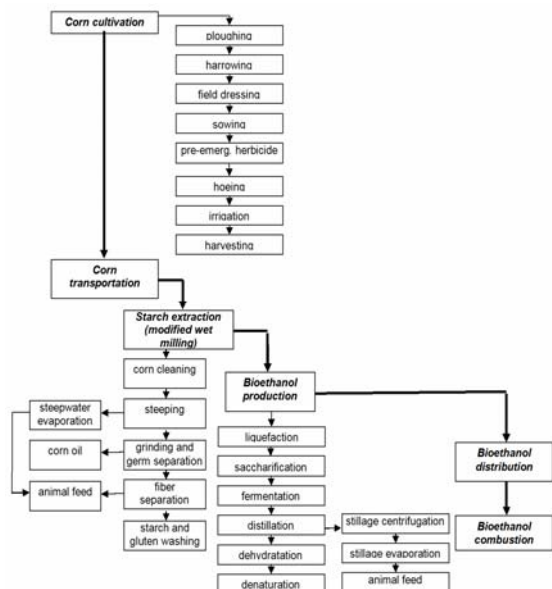 Corn cultivation
ploughing
harrowing
field dressing
sowing
pre-emerg. herbicide
hoeing
irrigation
harvesting
Corn
transportation
Starch extraction
(modified wet
milling)
corn cleaning
steeping
steepwater
evaporation
grinding and
germ separation
corn oil
fiber
separation
animal feed
starch and
gluten washing
Bioethanol
production
liquefaction
saccharification
fermentation
distillation
dehydratation
denaturation
stillage centrifugation
stillage evaporation
animal feed
Bioethanol
distribution
Bioethanol
combustion